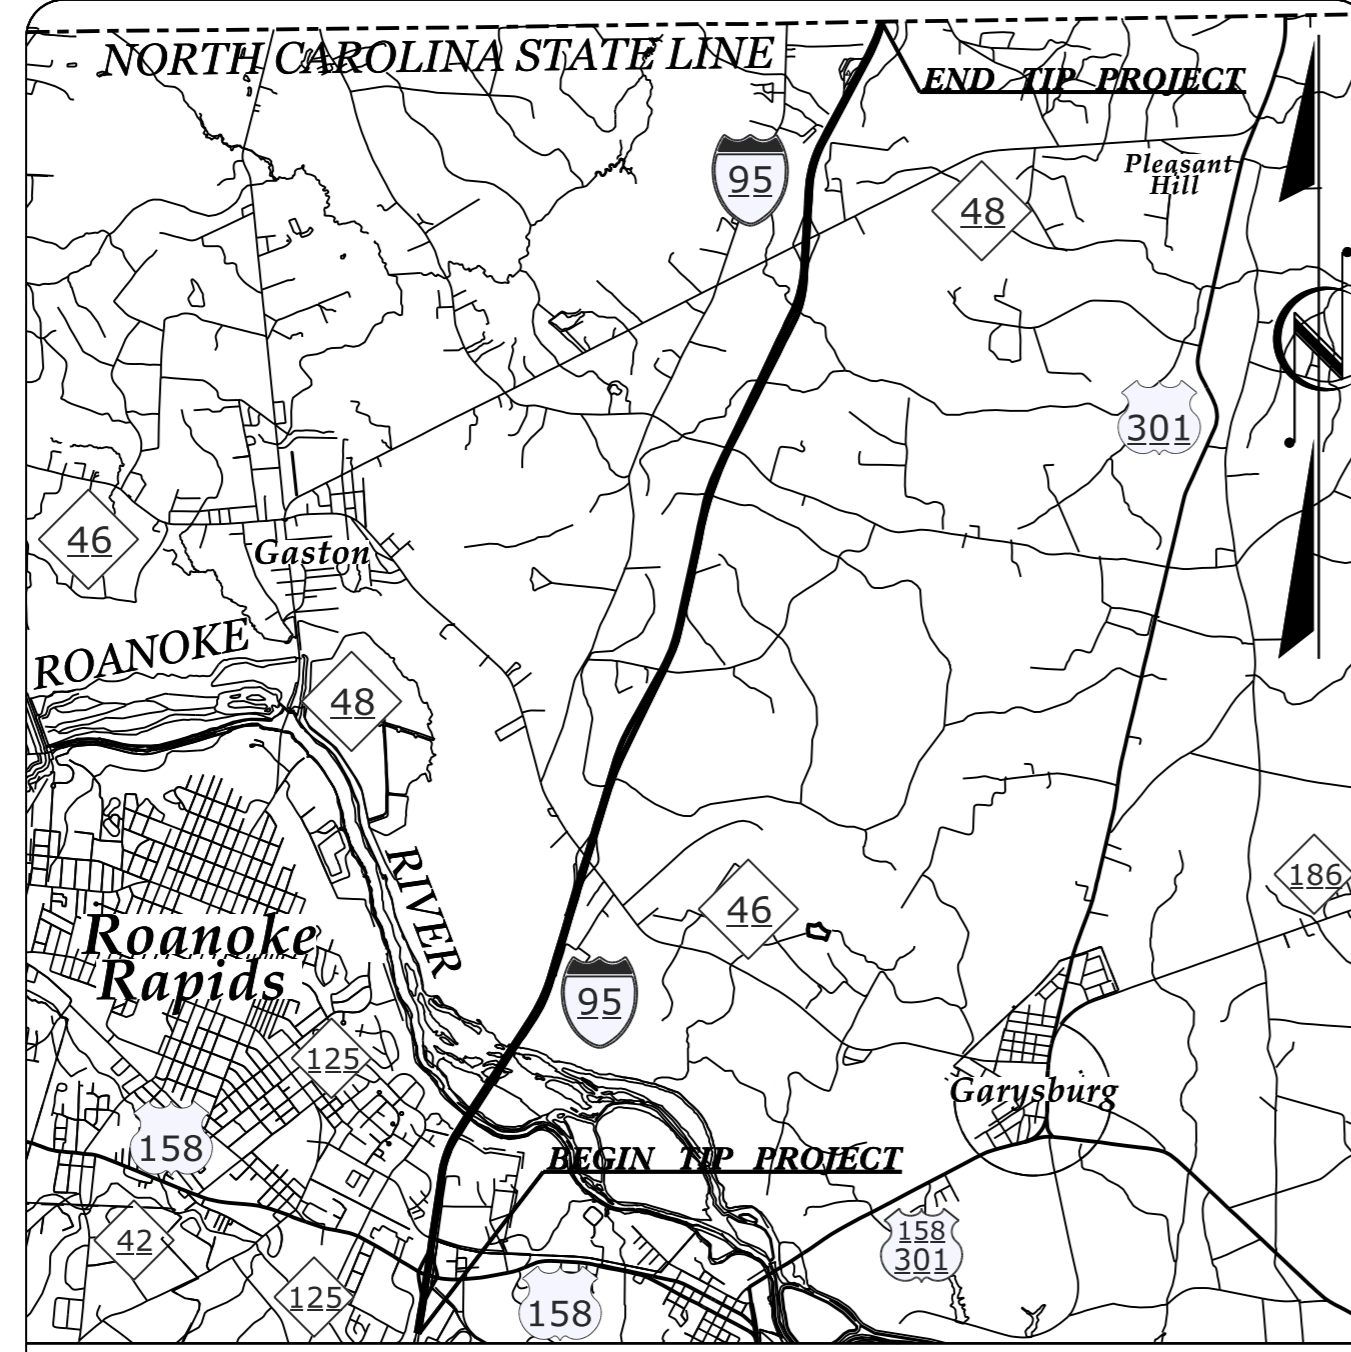 NORTH CAROLINA STATE LINE
END TIP PROJECT
Pleasant
Hill
95
48
301
46
Gaston
ROANOKE
48
RIVER
186
46
Roanoke
Rapids
95
125
Garysburg
158
BEGIN TIP PROJECT
42
158
301
125
158
N